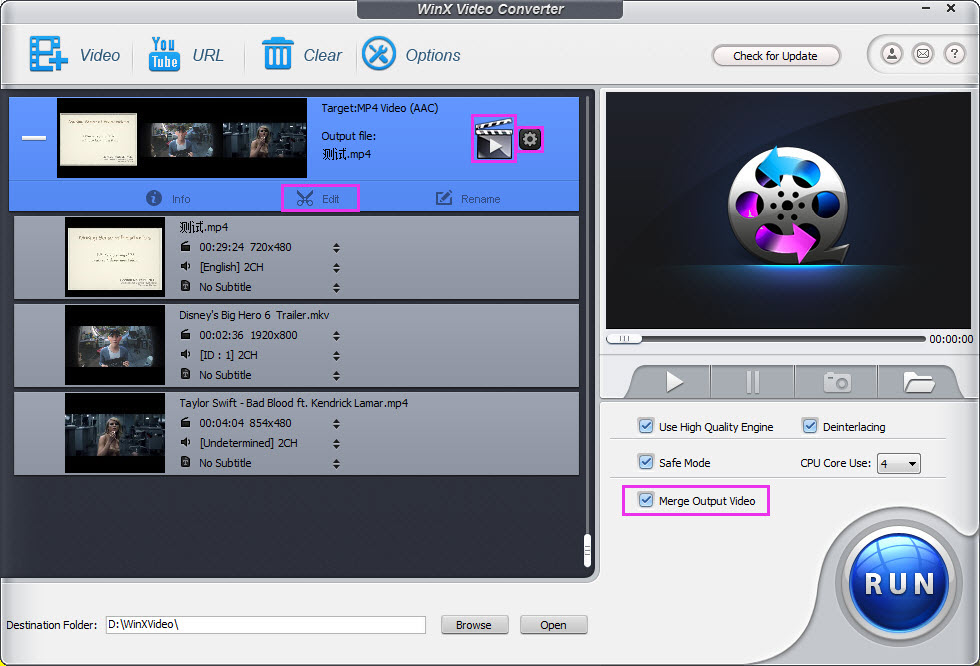 WinX Video Converter
Video
You
Tube
URL
Clear
Options
Check for Update
?
Target:MP4 Video (AAC)
Output file:
测试.mp4
Info
Edit
Rename
测试.mp4
00:29:24 720x480
[English] 2CH
No Subtitle
Disney's Big Hero 6 Trailer.mkv
00:02:36 1920x800
[ID : 1] 2CH
No Subtitle
Taylor Swift - Bad Blood ft. Kendrick Lamar.mp4
00:04:04 854x480
[Undetermined] 2CH
No Subtitle
00:00:00
Use High Quality Engine
Deinterlacing
Safe Mode
CPU Core Use: 4
Merge Output Video
RUN
Destination Folder: D:\WinXVideo\
Browse
Open